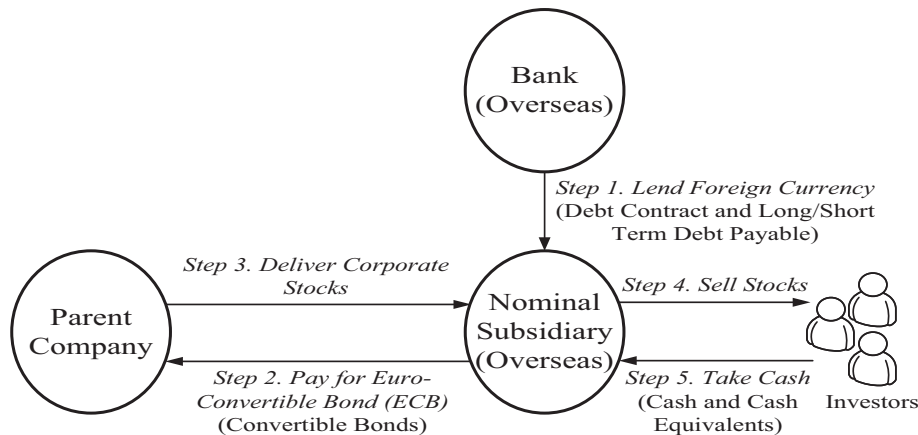 Bank
(Overseas)
Step 1. Lend Foreign Currency
(Debt Contract and Long/Short
Term Debt Payable)
Step 3. Deliver Corporate
Stocks
Step 4. Sell Stocks
Parent
Company
Nominal
Subsidiary
(Overseas)
Step 2. Pay for Euro-
Convertible Bond (ECB)
(Convertible Bonds)
Step 5. Take Cash
(Cash and Cash
Equivalents)
Investors